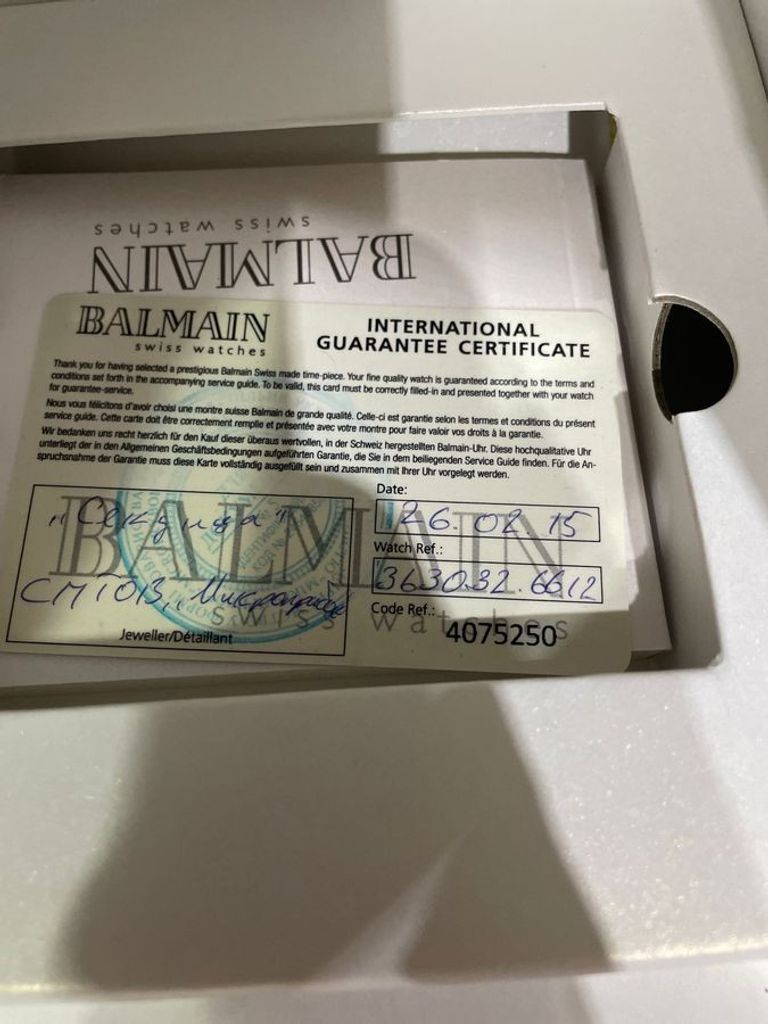 swiss watches
BALMAIN
BALMAIN
swiss watches
INTERNATIONAL
GUARANTEE CERTIFICATE
Thank you for having selected a prestigious Balmain Swiss made time-piece. Your fine quality watch is guaranteed according to the terms and
conditions set forth in the accompanying service guide. To be valid, this card must be correctly filled-in and presented together with your watch
for guarantee-service.
Nous vous félicitons d'avoir choisi une montre suisse Balmain de grande qualité. Celle-ci est garantie selon les termes et conditions du présent
service guide. Cette carte doit être correctement remplie et présentée avec votre montre pour faire valoir vos droits à la garantie.
Wir bedanken uns recht herzlich für den Kauf dieser überaus wertvollen, in der Schweiz hergestellten Balmain-Uhr. Diese hochqualitative Uhr
unterliegt der in den Allgemeinen Geschäftsbedingungen aufgeführten Garantie, die Sie in dem beiliegenden Service Guide finden. Für die An-
spruchsnahme der Garantie muss diese Karte vollständig ausgefüllt sein und zusammen mit Ihrer Uhr vorgelegt werden.
"Секунда"
Jeweller/Détaillant
Date:
26.02.15
Watch Ref.:
3630.32.6612
Code Ref.:
4075250
BALMAIN
swiss watches